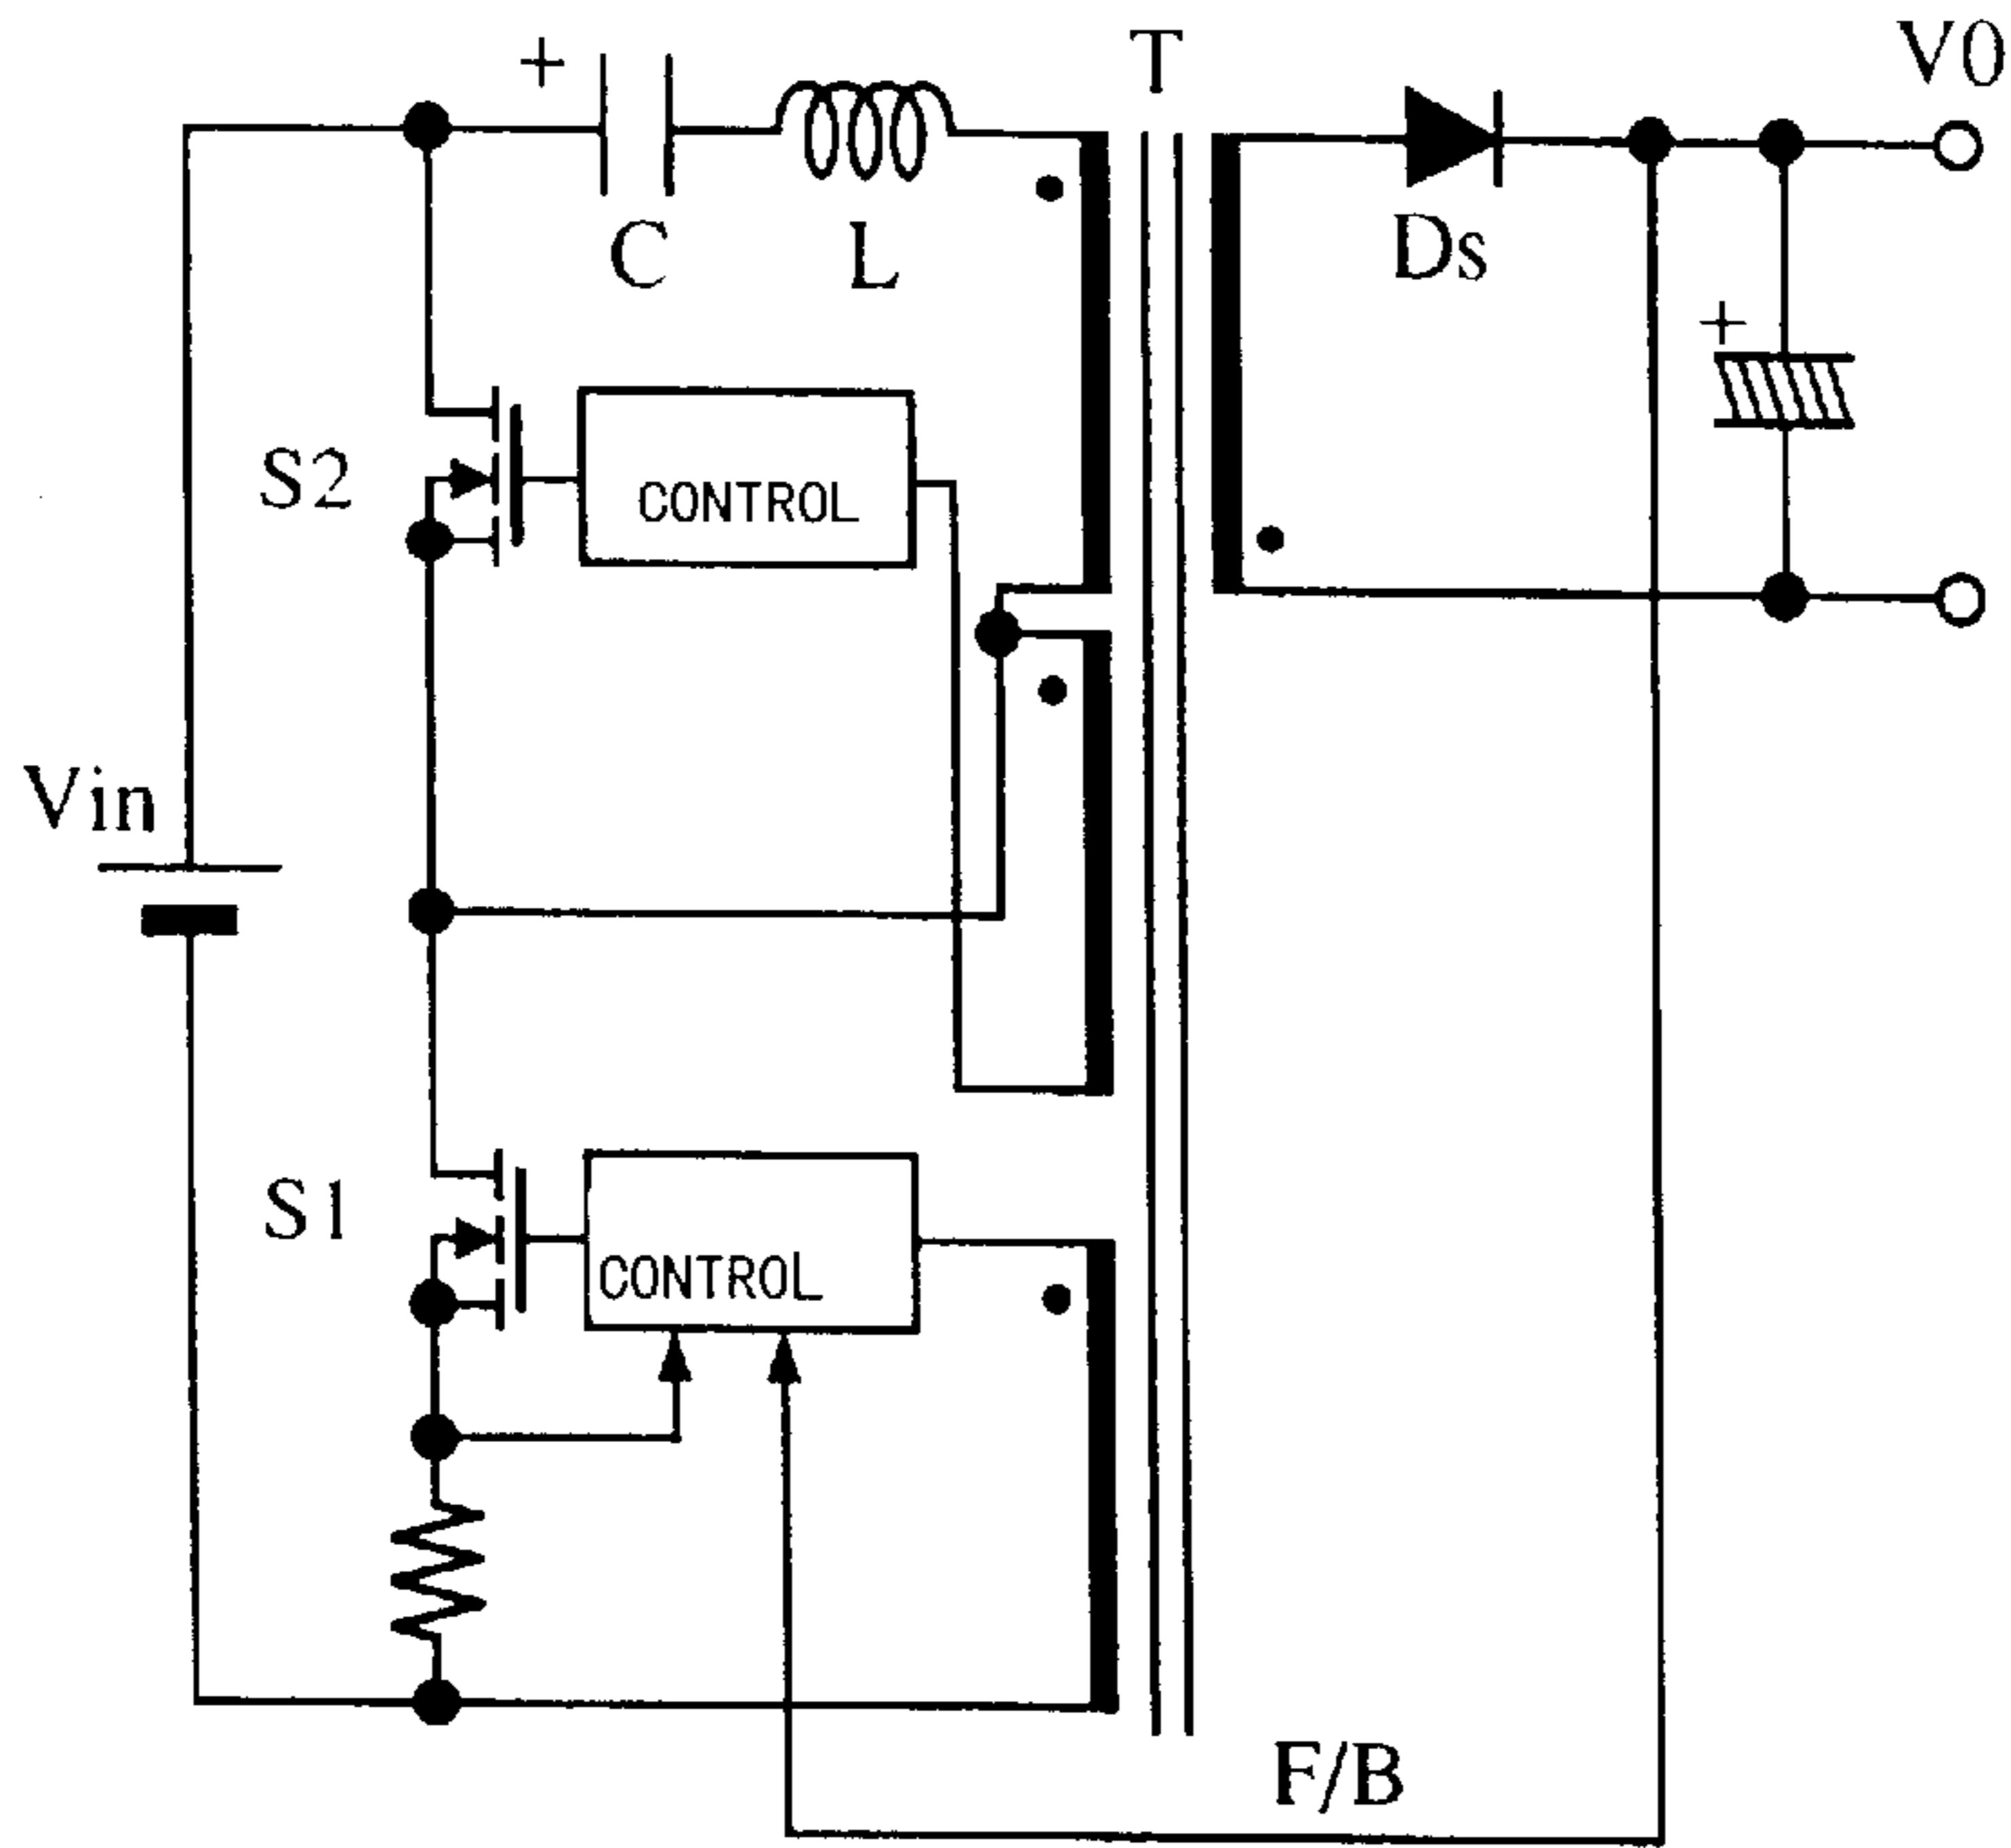 +
T
V0
C
L
Ds
+
S2
CONTROL
Vin
S1
CONTROL
F/B